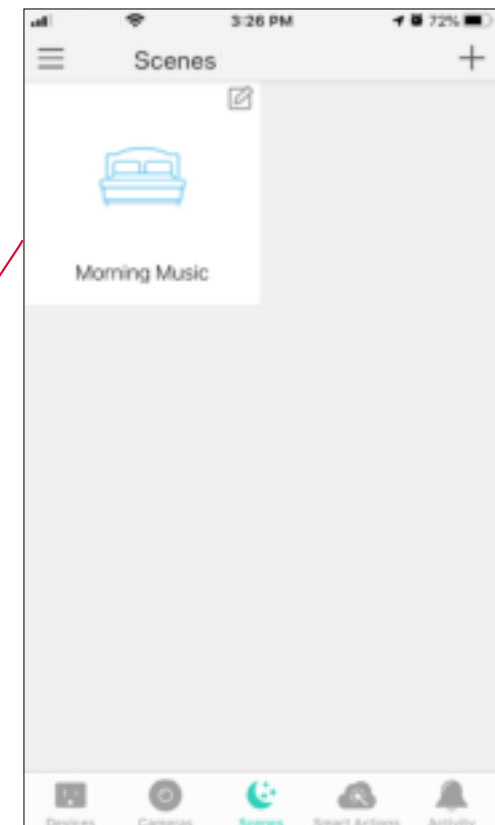 3:26 PM 72%
Scenes
Morning Music
Devices Cameras Scenes Smart Actions Activity